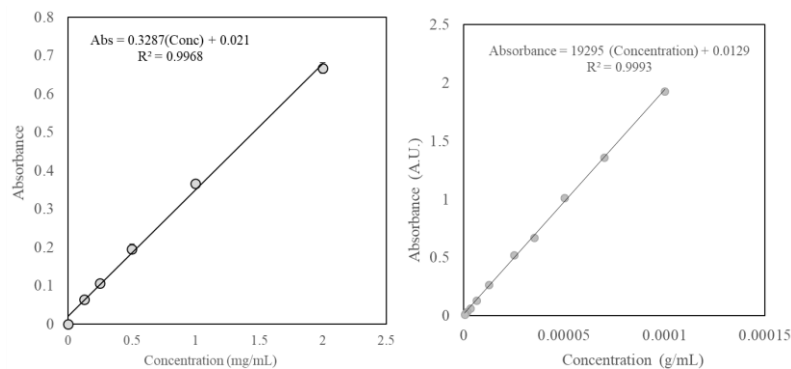 Abs = 0.3287(Conc) + 0.021
R² = 0.9968
0.8
0.7
0.6
0.5
0.4
0.3
0.2
0.1
0
Absorbance
0 0.5 1 1.5 2 2.5
Concentration (mg/mL)
Absorbance = 19295 (Concentration) + 0.0129
R² = 0.9993
2.5
2
1.5
1
0.5
0
Absorbance (A.U.)
0 0.00005 0.0001 0.00015
Concentration (g/mL)